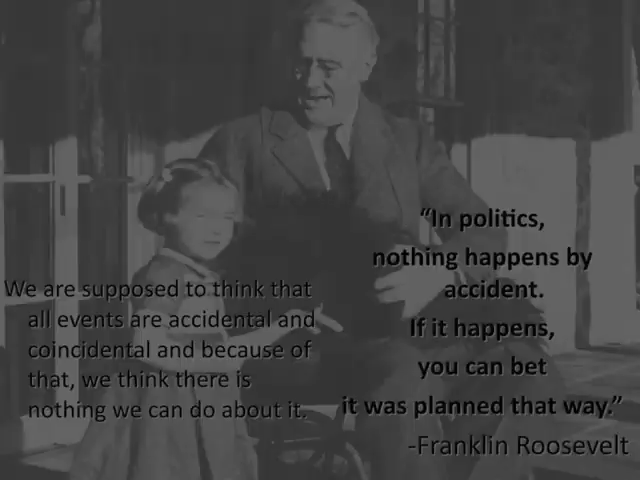 We are supposed to think that
all events are accidental and
coincidental and because of
that, we think there is
nothing we can do about it.
“In politics,
nothing happens by
accident.
If it happens,
you can bet
it was planned that way.”
-Franklin Roosevelt